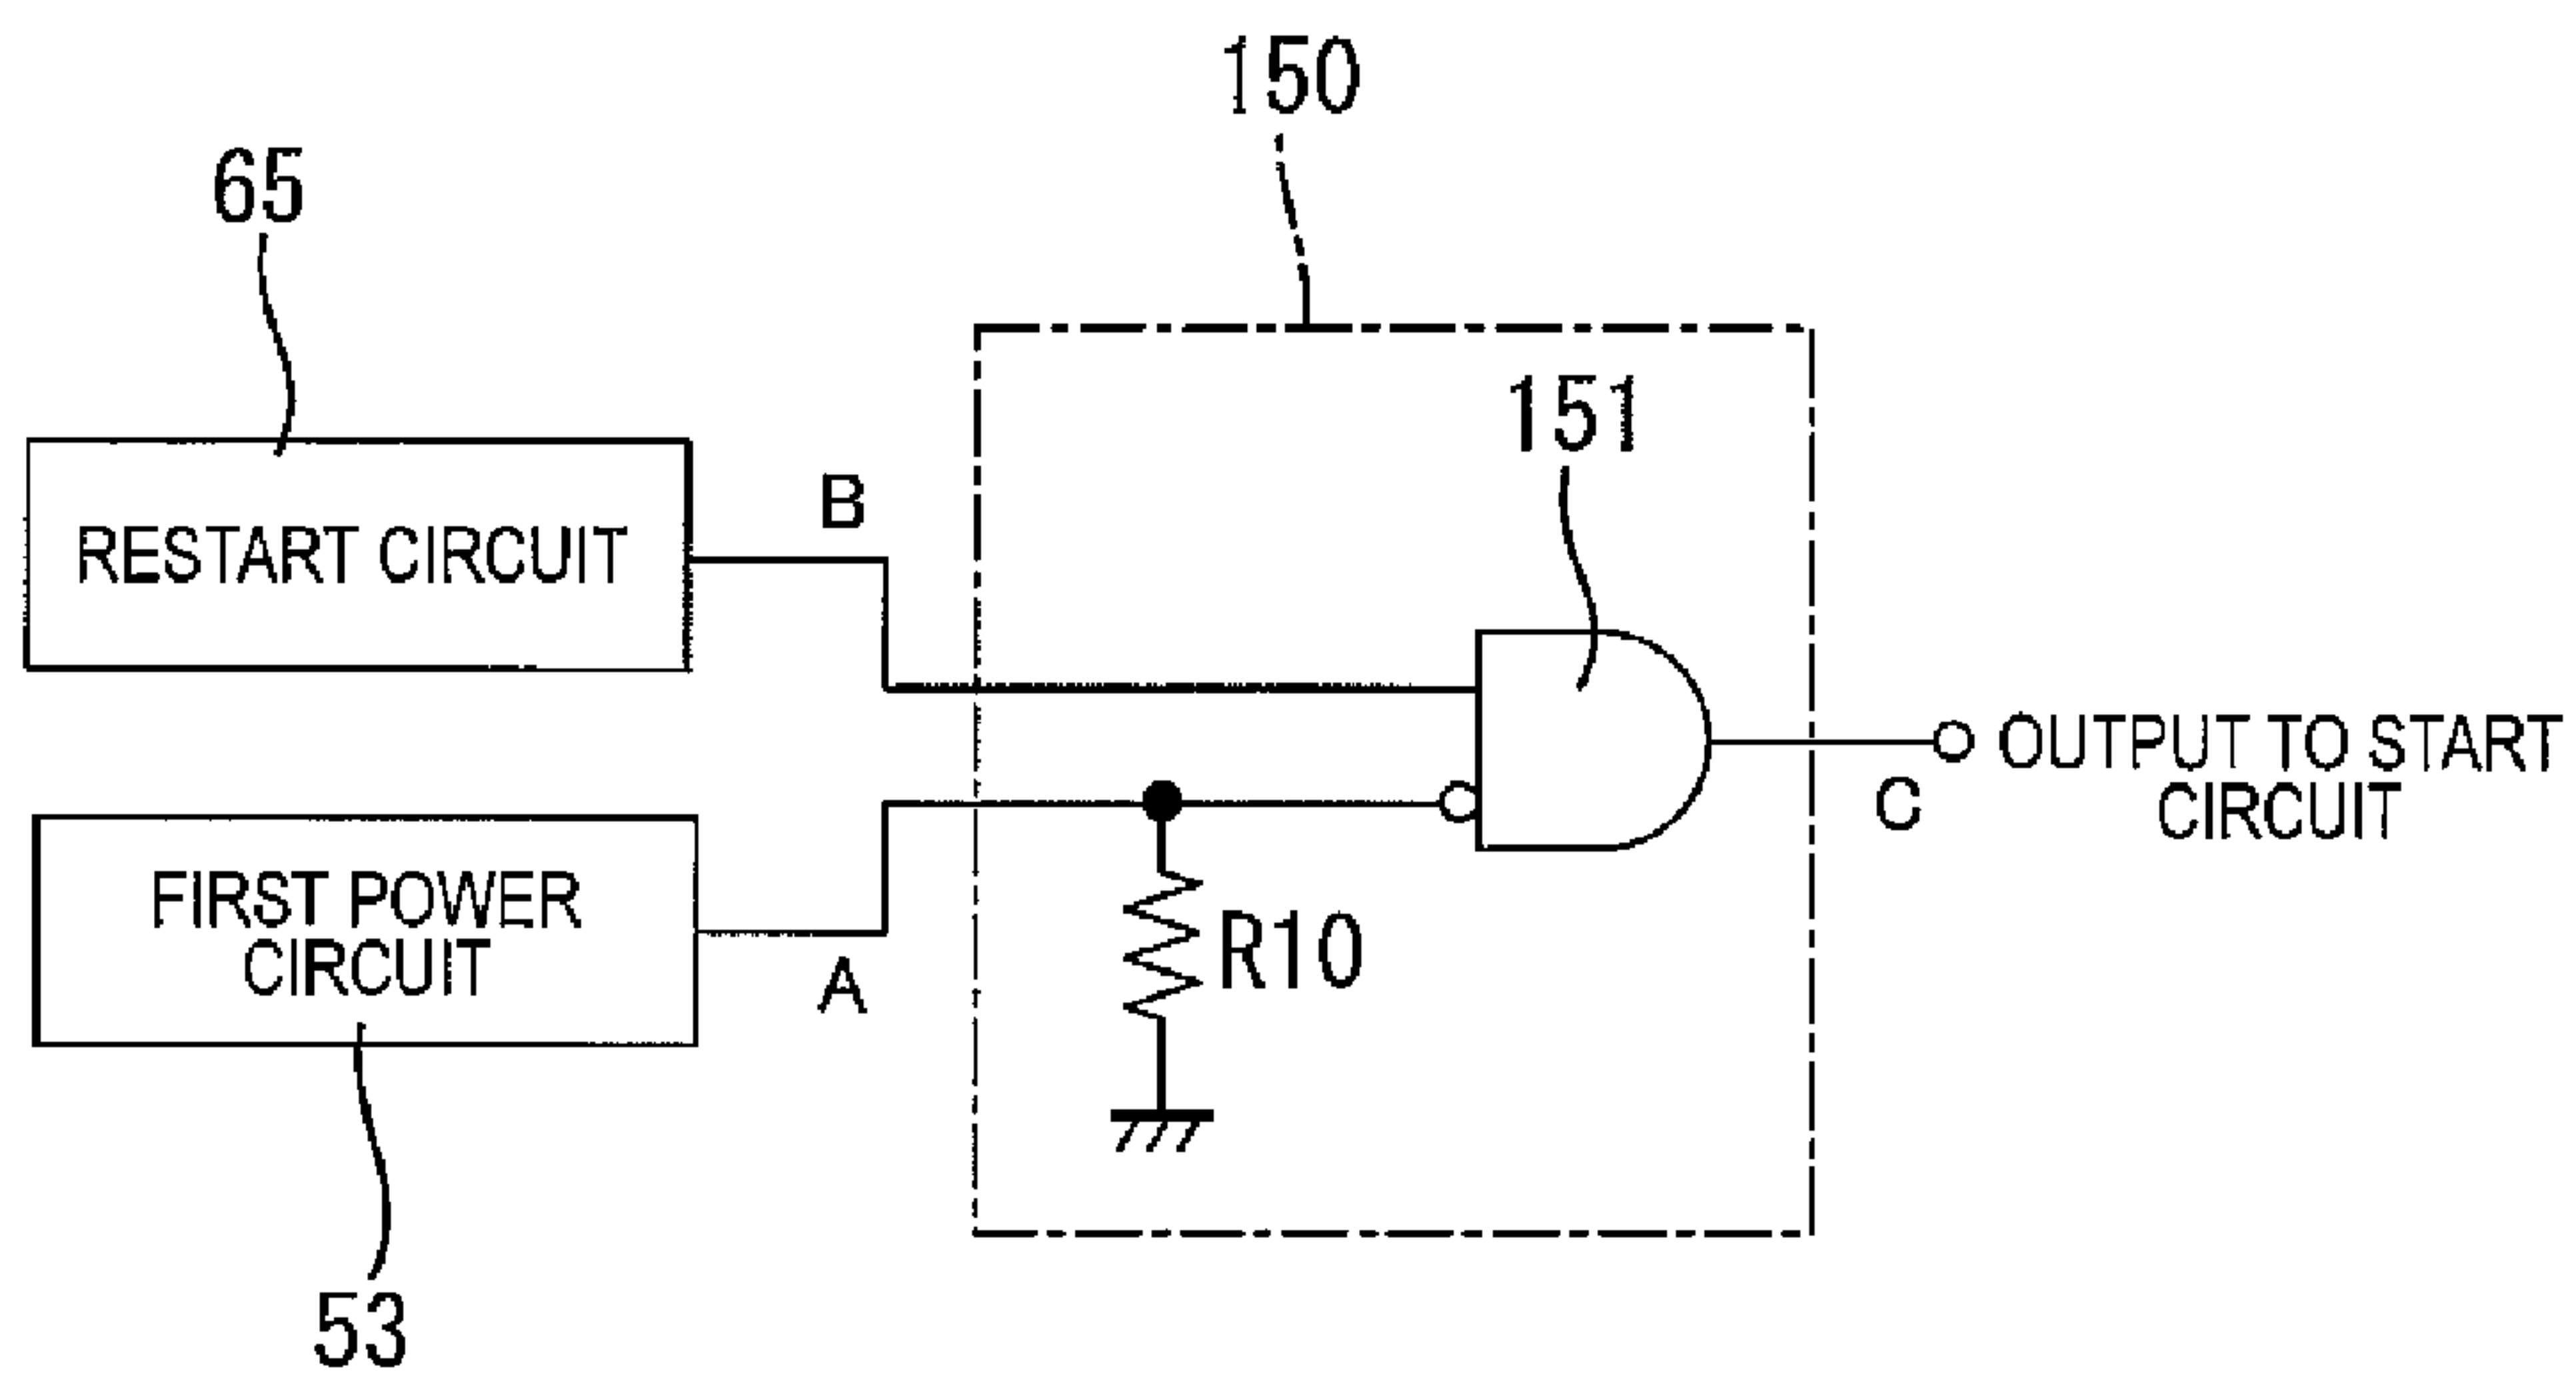 150
65
151
B
RESTART CIRCUIT
OUTPUT TO START
CIRCUIT
C
FIRST POWER
CIRCUIT
A
R10
53